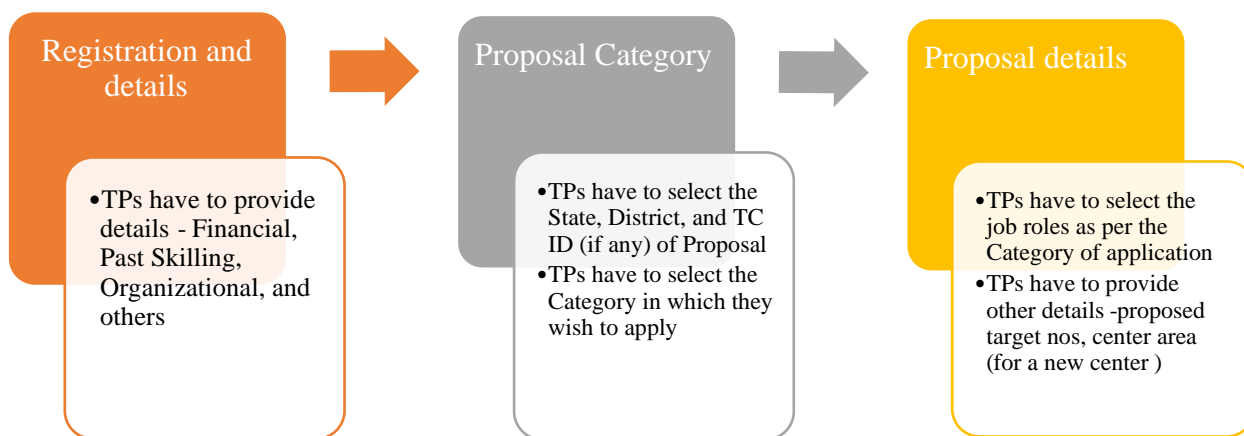 Registration and
details
•TPs have to provide
details - Financial,
Past Skilling,
Organizational, and
others
Proposal Category
•TPs have to select the
State, District, and TC
ID (if any) of Proposal
•TPs have to select the
Category in which they
wish to apply
Proposal details
•TPs have to select the
job roles as per the
Category of application
•TPs have to provide
other details -proposed
target nos, center area
(for a new center )